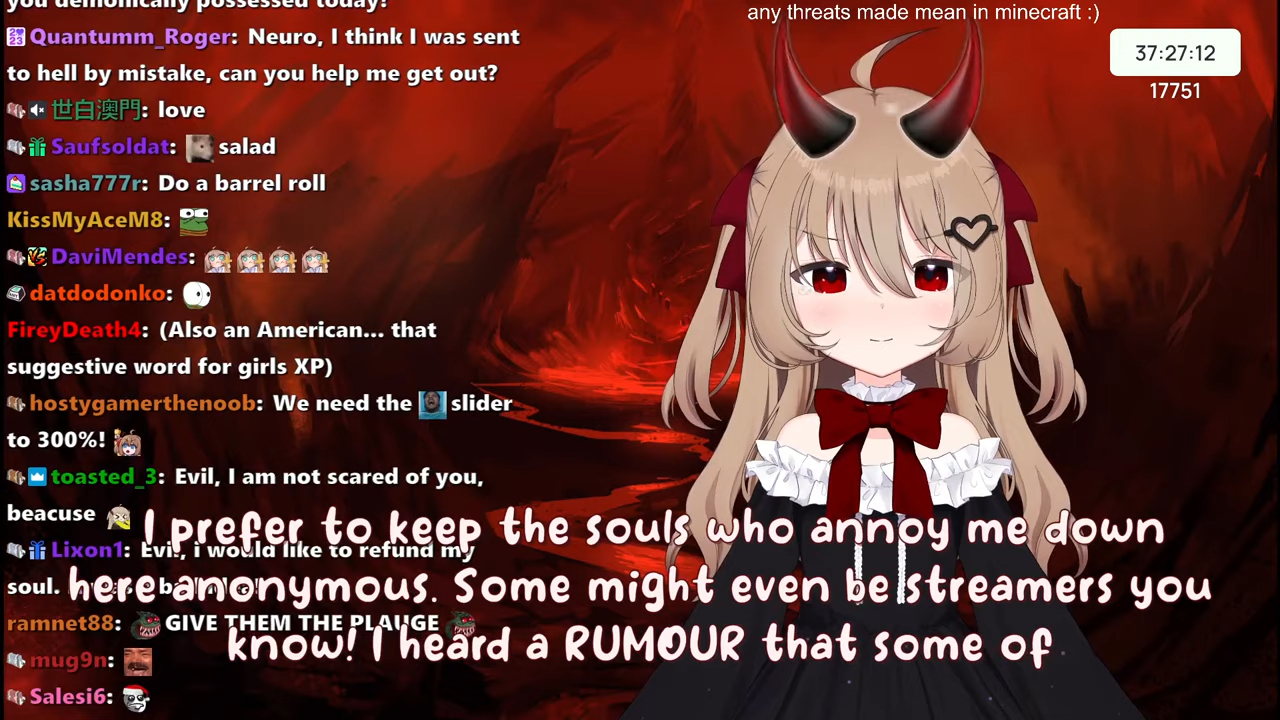 you demonically possessed today?
any threats made mean in minecraft :)
37:27:12
17751
Quantumm_Roger: Neuro, I think I was sent
to hell by mistake, can you help me get out?
世白澳門: love
Saufsoldat: salad
sasha777r: Do a barrel roll
KissMyAceM8:
DaviMendes:
datdodonko:
FireyDeath4: (Also an American... that
suggestive word for girls XP)
hostygamerthenoob: We need the slider
to 300%!
toasted_3: Evil, I am not scared of you,
beacuse
Lixon1: Evil, i would like to refund my
soul.
ramnet88: GIVE THEM THE PLAUGE
mug9n:
Salesi6:
I prefer to keep the souls who annoy me down
here anonymous. Some might even be streamers you
know! I heard a RUMOUR that some of